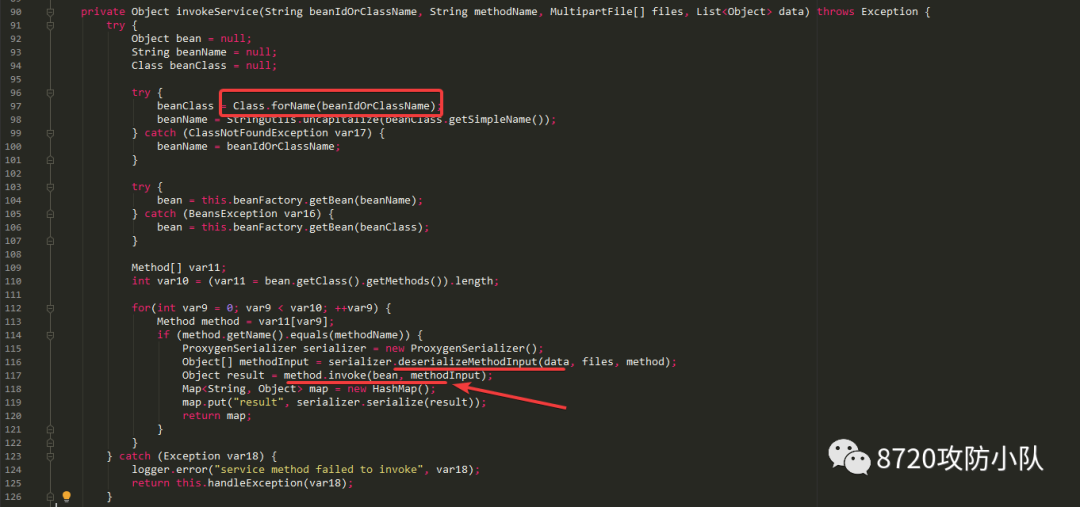 90 private Object invokeService(String beanIdOrClassName, String methodName, MultipartFile[] files, List<Object> data) throws Exception {
91 try {
92 Object bean = null;
93 String beanName = null;
94 Class beanClass = null;
95
96 try {
97 beanClass = Class.forName(beanIdOrClassName);
98 beanName = StringUtils.uncapitalize(beanClass.getSimpleName());
99 } catch (ClassNotFoundException var17) {
100 beanName = beanIdOrClassName;
101 }
102
103 try {
104 bean = this.beanFactory.getBean(beanName);
105 } catch (BeansException var16) {
106 bean = this.beanFactory.getBean(beanClass);
107 }
108
109 Method[] var11;
110 int var10 = (var11 = bean.getClass().getMethods()).length;
111
112 for(int var9 = 0; var9 < var10; ++var9) {
113 Method method = var11[var9];
114 if (method.getName().equals(methodName)) {
115 ProxygenSerializer serializer = new ProxygenSerializer();
116 Object[] methodInput = serializer.deserializeMethodInput(data, files, method);
117 Object result = method.invoke(bean, methodInput);
118 Map<String, Object> map = new HashMap();
119 map.put("result", serializer.serialize(result));
120 return map;
121 }
122 }
123 } catch (Exception var18) {
124 logger.error("service method failed to invoke", var18);
125 return this.handleException(var18);
126 }
8720攻防小队